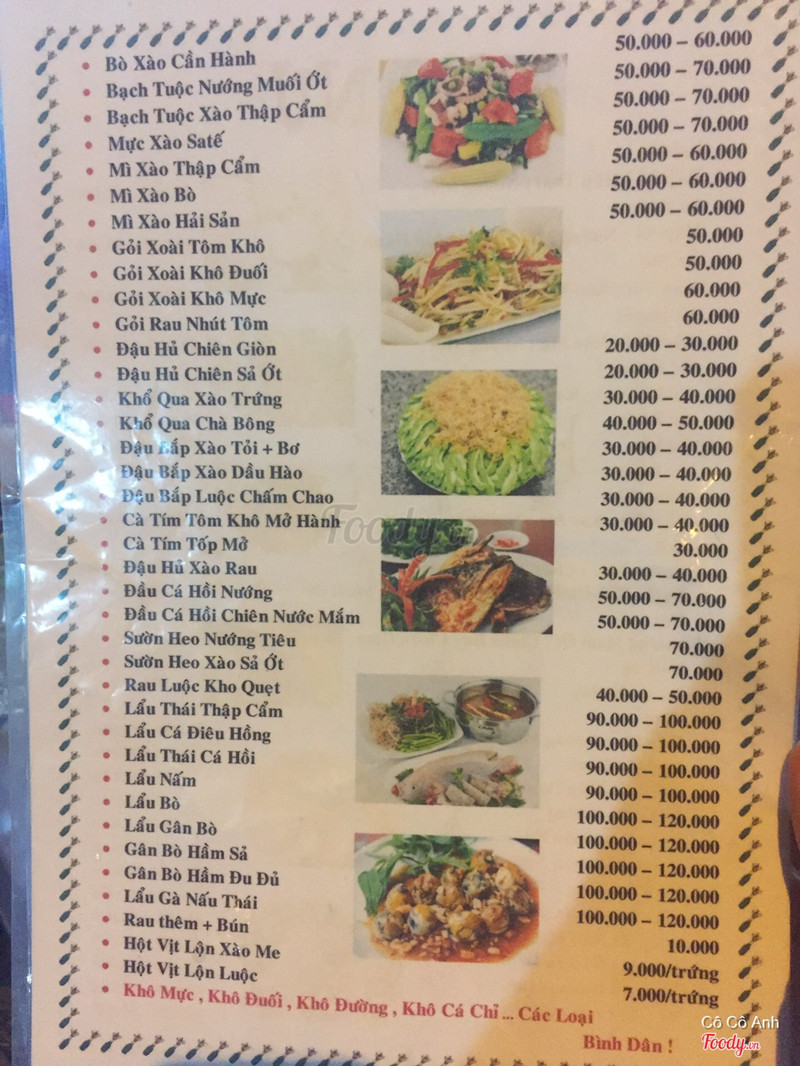 • Bò Xào Cần Hành 50.000 – 60.000
• Bạch Tuộc Nướng Muối Ớt 50.000 – 70.000
• Bạch Tuộc Xào Thập Cẩm 50.000 – 70.000
• Mực Xào Satế 50.000 – 70.000
• Mì Xào Thập Cẩm 50.000 – 60.000
• Mì Xào Bò 50.000 – 60.000
• Mì Xào Hải Sản 50.000 – 60.000
• Gỏi Xoài Tôm Khô 50.000
• Gỏi Xoài Khô Đuối 50.000
• Gỏi Xoài Khô Mực 60.000
• Gỏi Rau Nhút Tôm 60.000
• Đậu Hủ Chiên Giòn 20.000 – 30.000
• Đậu Hủ Chiên Sả Ớt 20.000 – 30.000
• Khổ Qua Xào Trứng 30.000 – 40.000
• Khổ Qua Chà Bông 40.000 – 50.000
• Đậu Bắp Xào Tỏi + Bơ 30.000 – 40.000
• Đậu Bắp Xào Dầu Hào 30.000 – 40.000
• Đậu Bắp Luộc Chấm Chao 30.000 – 40.000
• Cà Tím Tôm Khô Mở Hành 30.000 – 40.000
• Cà Tím Tốp Mở 30.000
• Đậu Hủ Xào Rau 30.000 – 40.000
• Đầu Cá Hồi Nướng 50.000 – 70.000
• Đầu Cá Hồi Chiên Nước Mắm 50.000 – 70.000
• Sườn Heo Nướng Tiêu 70.000
• Sườn Heo Xào Sả Ớt 70.000
• Rau Luộc Kho Quẹt 40.000 – 50.000
• Lẩu Thái Thập Cẩm 90.000 – 100.000
• Lẩu Cá Điêu Hồng 90.000 – 100.000
• Lẩu Thái Cá Hồi 90.000 – 100.000
• Lẩu Nấm 90.000 – 100.000
• Lẩu Bò 100.000 – 120.000
• Lẩu Gân Bò 100.000 – 120.000
• Gân Bò Hầm Sả 100.000 – 120.000
• Gân Bò Hầm Đu Đủ 100.000 – 120.000
• Lẩu Gà Nấu Thái 100.000 – 120.000
• Rau thêm + Bún 10.000
• Hột Vịt Lộn Xào Me 9.000/trứng
• Hột Vịt Lộn Luộc 7.000/trứng
• Khô Mực , Khô Đuối , Khô Đường , Khô Cá Chỉ ... Các Loại
Bình Dân !
Foody.vn
Cô Cô Anh
Foody.vn